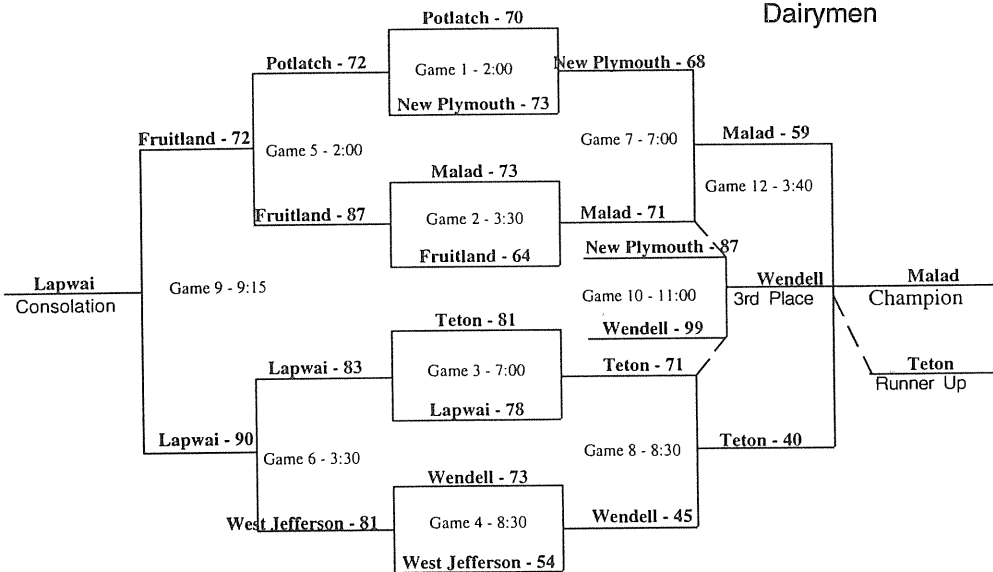 Dairymen
Potlatch - 70
Potlatch - 72
Game 1 - 2:00
New Plymouth - 68
New Plymouth - 73
Fruitland - 72
Game 5 - 2:00
Game 7 - 7:00
Malad - 59
Malad - 73
Game 12 - 3:40
Fruitland - 87
Game 2 - 3:30
Malad - 71
Fruitland - 64
New Plymouth - 87
Lapwai
Consolation
Game 9 - 9:15
Game 10 - 11:00
Wendell
3rd Place
Malad
Champion
Teton - 81
Wendell - 99
Lapwai - 83
Game 3 - 7:00
Teton - 71
Teton
Runner Up
Lapwai - 78
Lapwai - 90
Game 6 - 3:30
Game 8 - 8:30
Teton - 40
Wendell - 73
West Jefferson - 81
Game 4 - 8:30
Wendell - 45
West Jefferson - 54